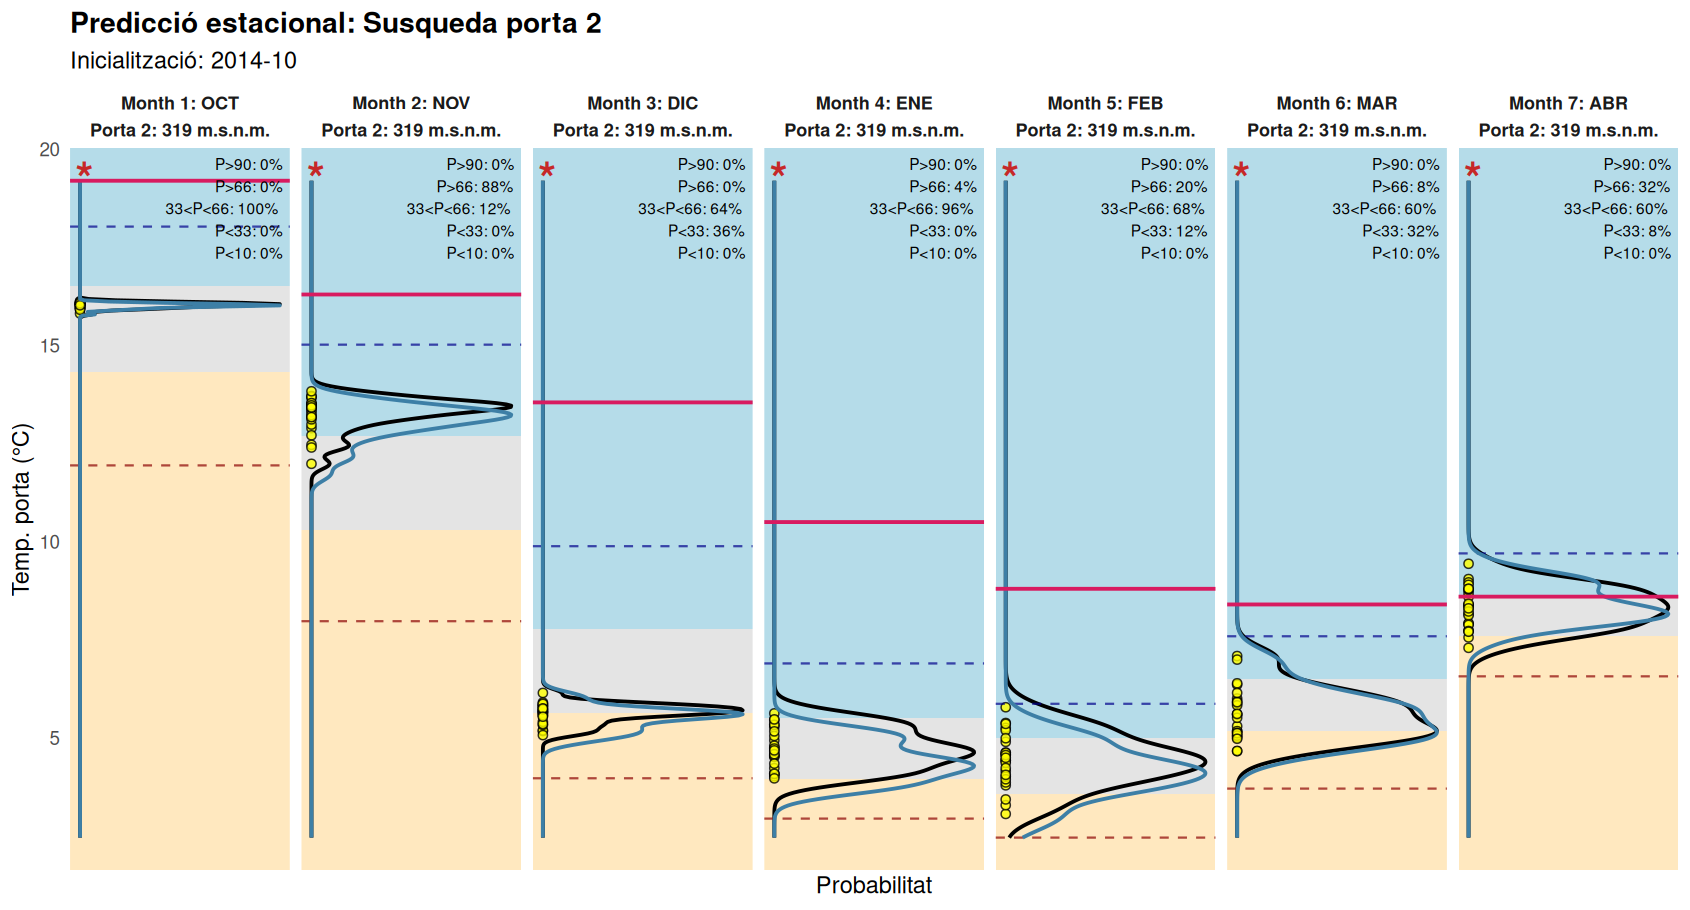 Predicció estacional: Susqueda porta 2
Inicialització: 2014-10
Month 1: OCT
Porta 2: 319 m.s.n.m.
Month 2: NOV
Porta 2: 319 m.s.n.m.
Month 3: DIC
Porta 2: 319 m.s.n.m.
Month 4: ENE
Porta 2: 319 m.s.n.m.
Month 5: FEB
Porta 2: 319 m.s.n.m.
Month 6: MAR
Porta 2: 319 m.s.n.m.
Month 7: ABR
Porta 2: 319 m.s.n.m.
Temp. porta (°C)
20
15
10
5
*
P>90: 0%
P>66: 0%
33<P<66: 100%
P<33: 0%
P<10: 0%
*
P>90: 0%
P>66: 88%
33<P<66: 12%
P<33: 0%
P<10: 0%
*
P>90: 0%
P>66: 0%
33<P<66: 64%
P<33: 36%
P<10: 0%
*
P>90: 0%
P>66: 4%
33<P<66: 96%
P<33: 0%
P<10: 0%
*
P>90: 0%
P>66: 20%
33<P<66: 68%
P<33: 12%
P<10: 0%
*
P>90: 0%
P>66: 8%
33<P<66: 60%
P<33: 32%
P<10: 0%
*
P>90: 0%
P>66: 32%
33<P<66: 60%
P<33: 8%
P<10: 0%
Probabilitat